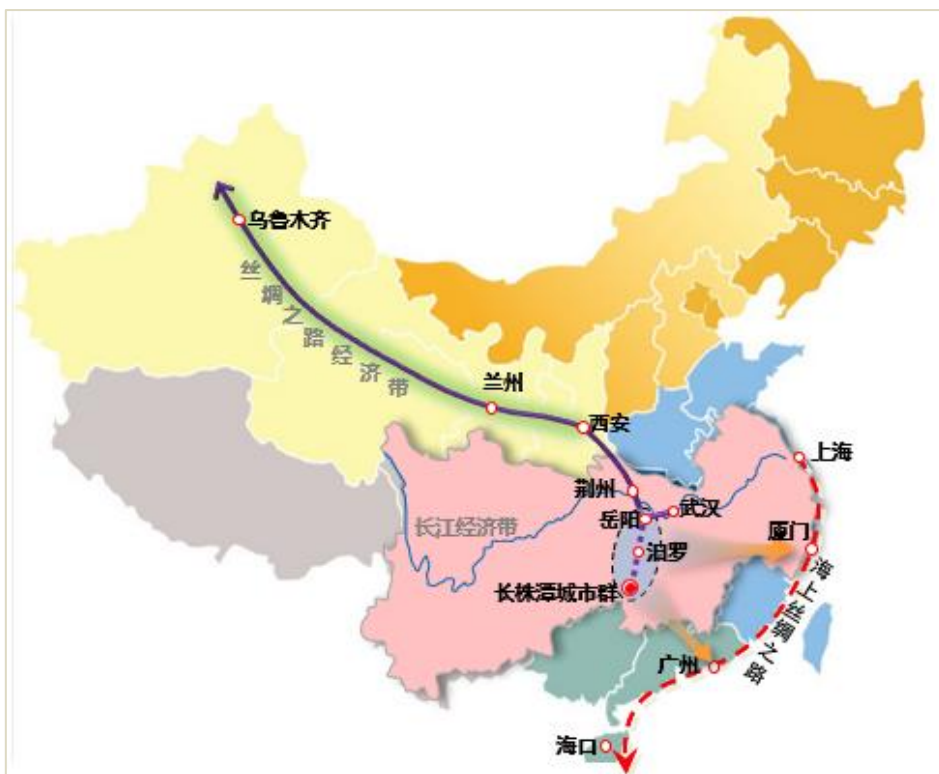 乌鲁木齐
丝绸之路经济带
兰州
西安
上海
荆州
武汉
岳阳
长江经济带
厦门
汨罗
长株潭城市群
海上丝绸之路
广州
海口